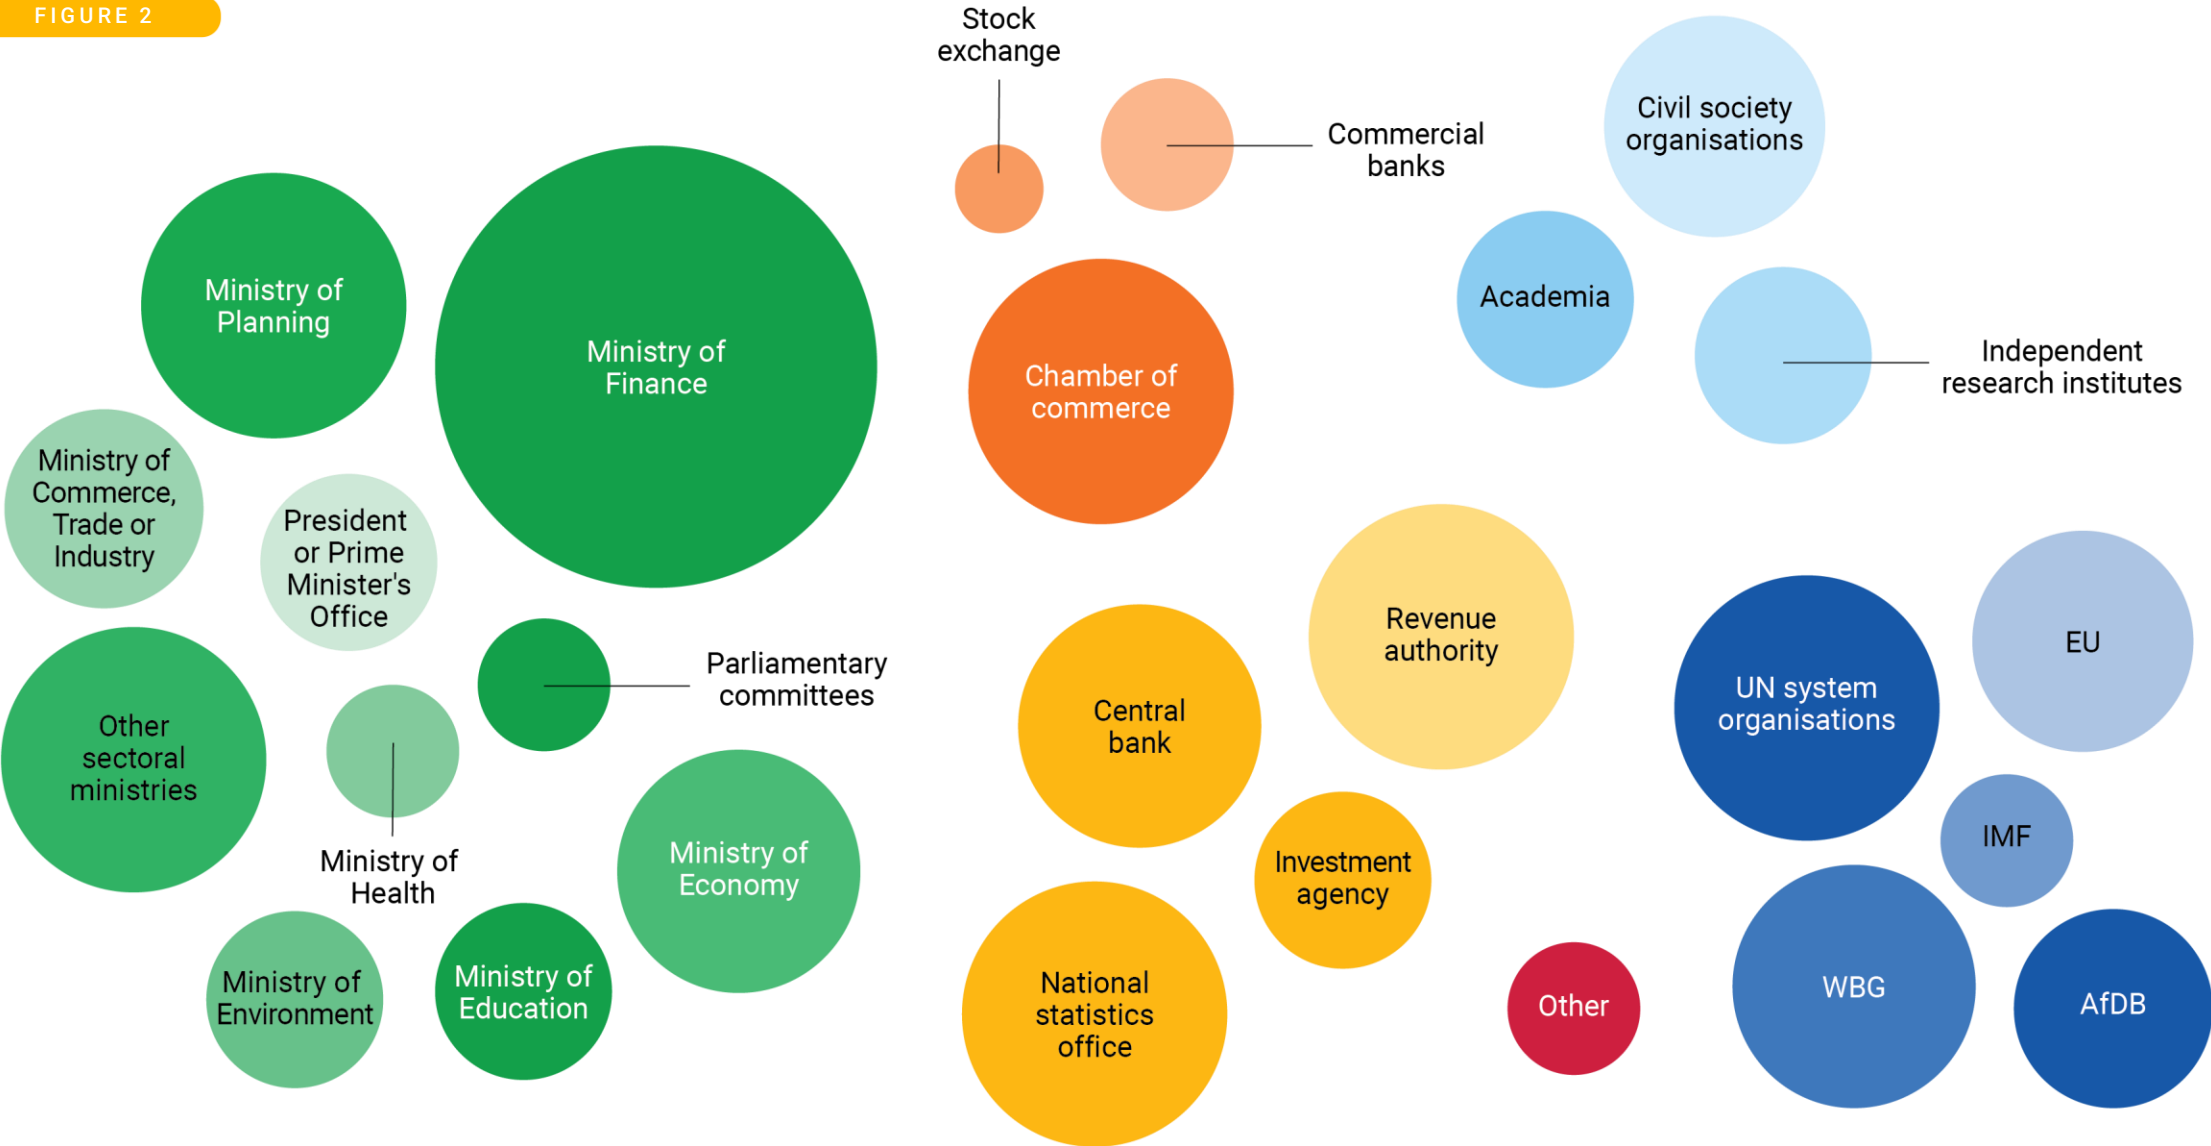 FIGURE 2
Stock
exchange
Commercial
banks
Civil society
organisations
Ministry of
Planning
Ministry of
Finance
Chamber of
commerce
Academia
Independent
research institutes
Ministry of
Commerce,
Trade or
Industry
President
or Prime
Minister's
Office
Parliamentary
committees
Other
sectoral
ministries
Ministry of
Health
Ministry of
Economy
Ministry of
Environment
Ministry of
Education
Revenue
authority
Central
bank
Investment
agency
National
statistics
office
Other
UN system
organisations
EU
IMF
WBG
AfDB